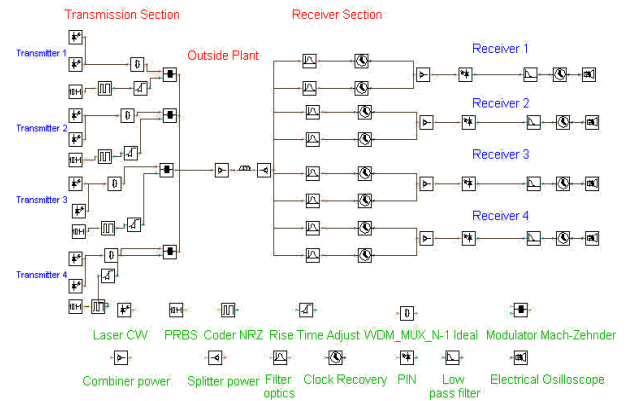 Transmission Section
Receiver Section
Transmitter 1
Outside Plant
Receiver 1
Transmitter 2
Receiver 2
Transmitter 3
Receiver 3
Transmitter 4
Receiver 4
Laser CW
PRBS
Coder NRZ
Rise Time Adjust
WDM_MUX_N-1 Ideal
Modulator Mach-Zehnder
Combiner power
Splitter power
Filter
optics
Clock Recovery
PIN
Low
pass filter
Electrical Osilloscope